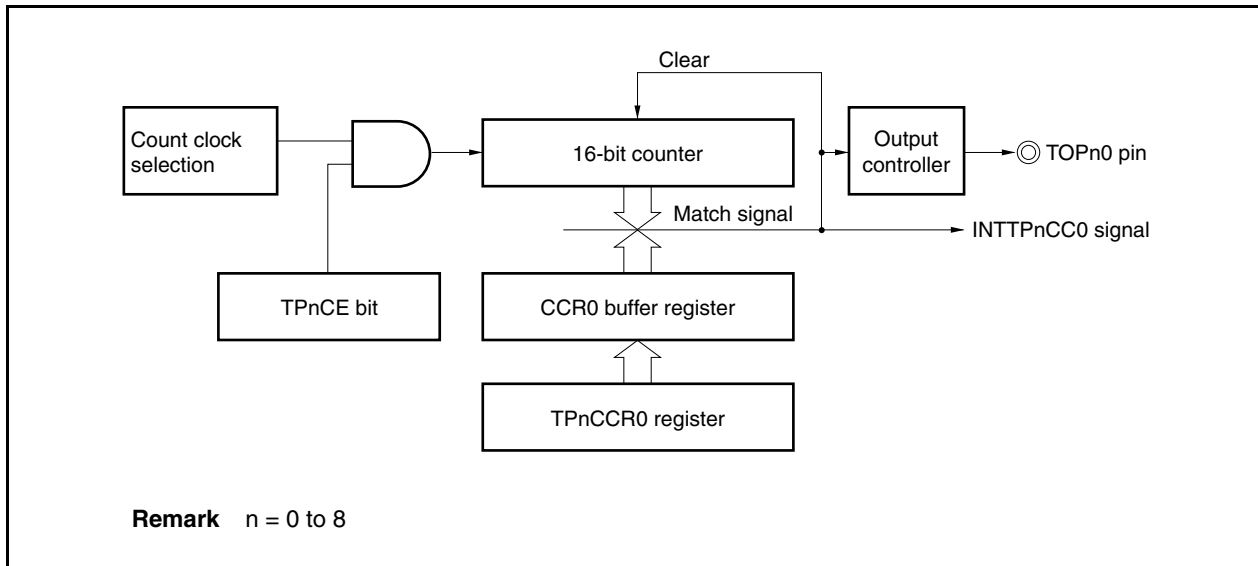 Clear
Count clock
selection
16-bit counter
Output
controller
TOPn0 pin
Match signal
INTTPnCC0 signal
TPnCE bit
CCR0 buffer register
TPnCCR0 register
Remark n = 0 to 8